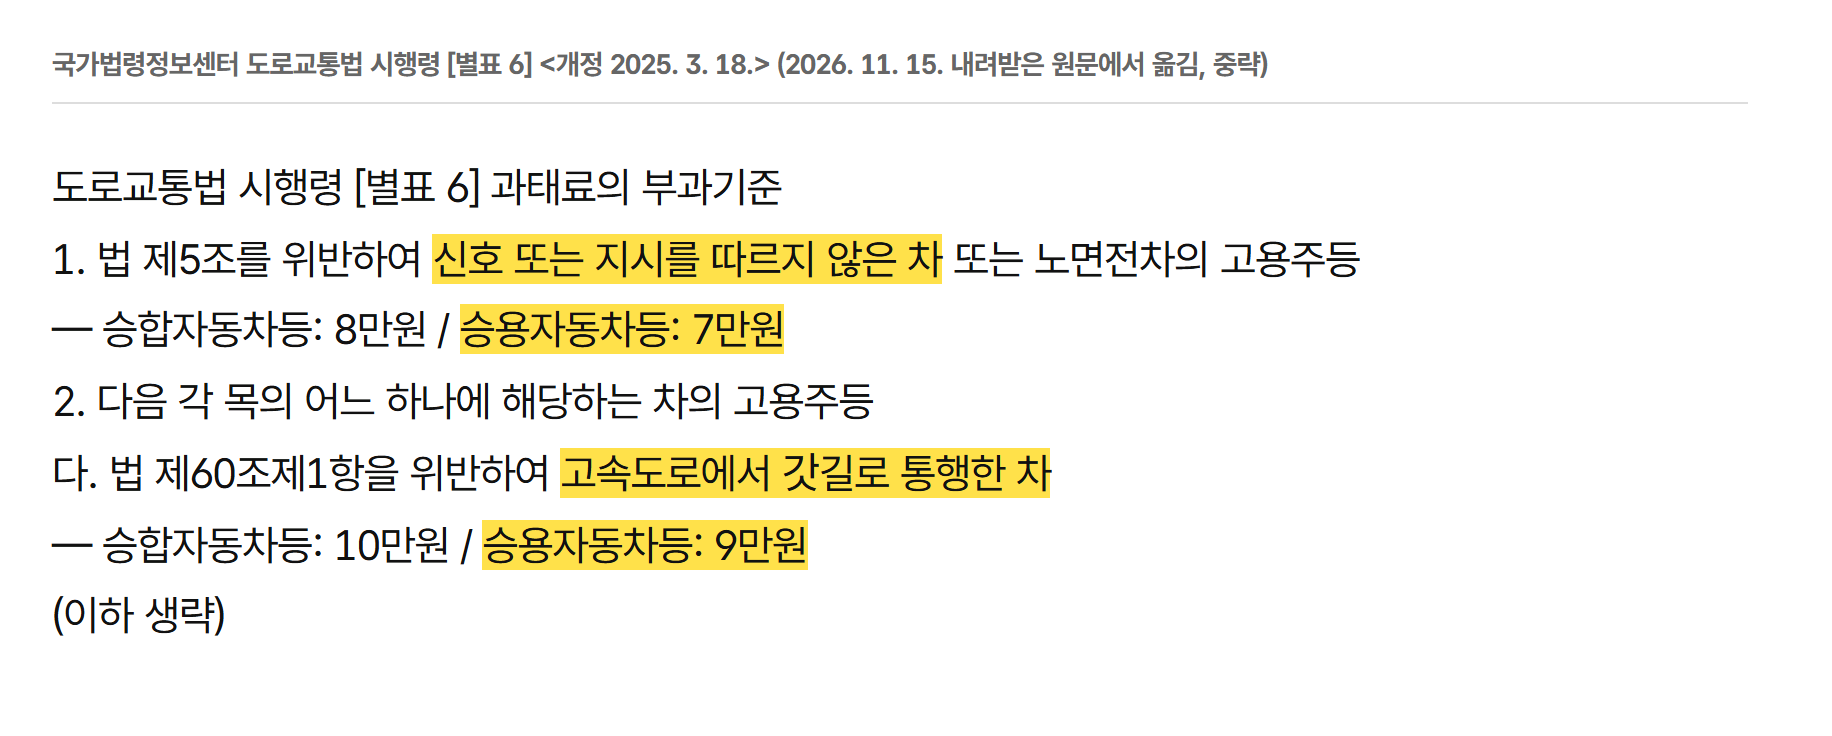 국가법령정보센터 도로교통법 시행령 [별표 6] <개정 2025. 3. 18.> (2026. 11. 15. 내려받은 원문에서 옮김, 중략)
도로교통법 시행령 [별표 6] 과태료의 부과기준
1. 법 제5조를 위반하여 신호 또는 지시를 따르지 않은 차 또는 노면전차의 고용주등
— 승합자동차등: 8만원 / 승용자동차등: 7만원
2. 다음 각 목의 어느 하나에 해당하는 차의 고용주등
다. 법 제60조제1항을 위반하여 고속도로에서 갓길로 통행한 차
— 승합자동차등: 10만원 / 승용자동차등: 9만원
(이하 생략)